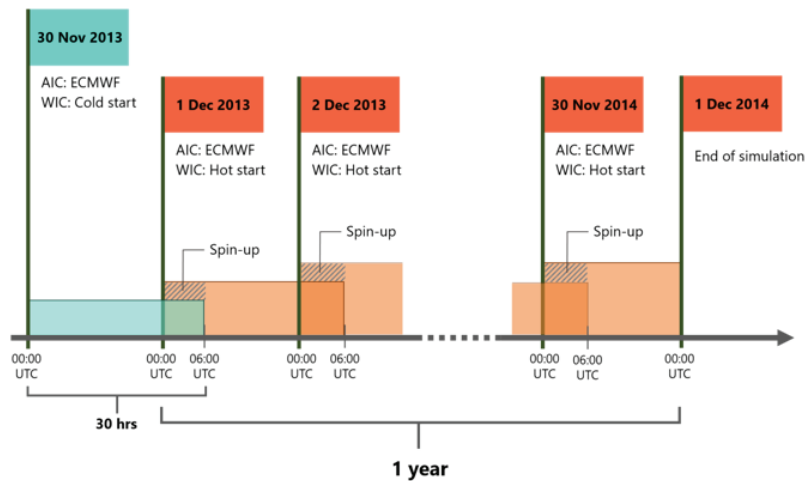 30 Nov 2013
AIC: ECMWF
WIC: Cold start
1 Dec 2013
AIC: ECMWF
WIC: Hot start
2 Dec 2013
AIC: ECMWF
WIC: Hot start
30 Nov 2014
AIC: ECMWF
WIC: Hot start
1 Dec 2014
End of simulation
Spin-up
Spin-up
Spin-up
00:00
UTC
00:00
UTC
06:00
UTC
00:00
UTC
06:00
UTC
00:00
UTC
06:00
UTC
00:00
UTC
30 hrs
1 year